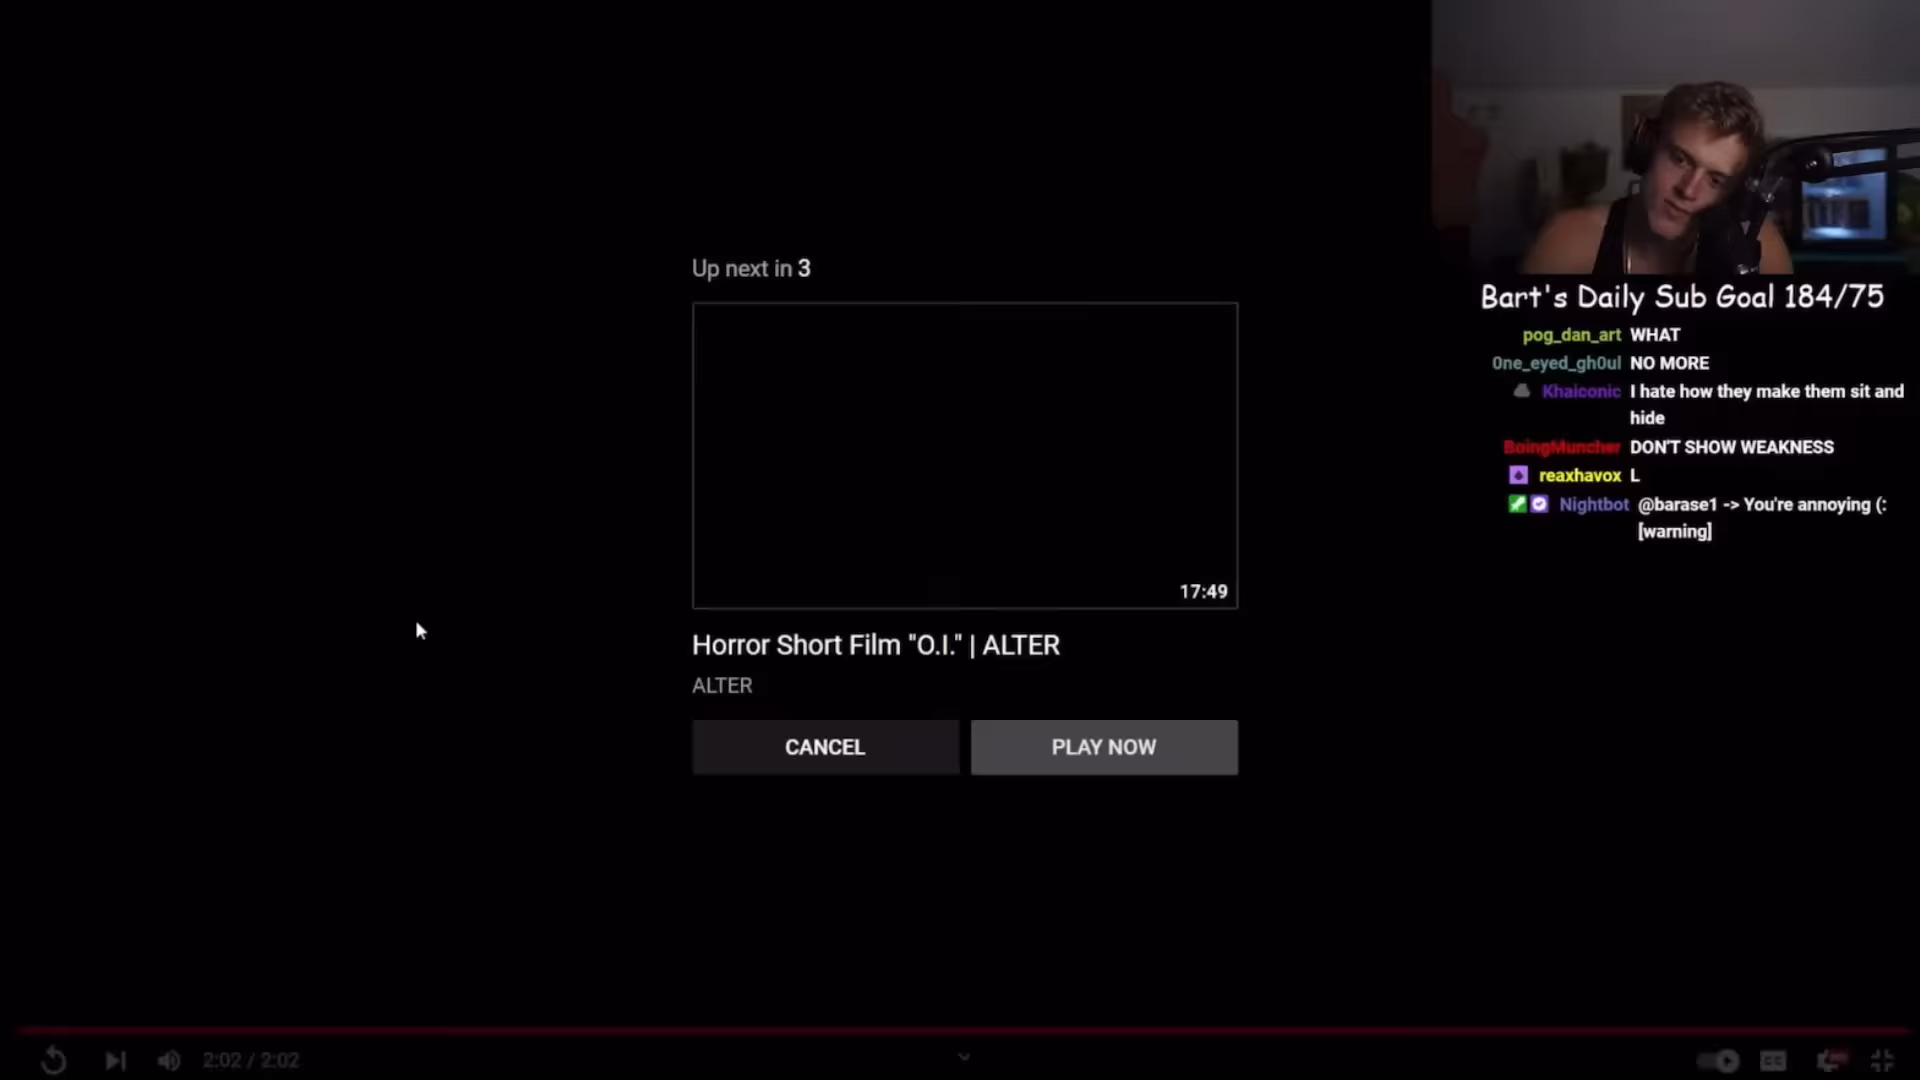 Up next in 3
17:49
Horror Short Film "O.I." | ALTER
ALTER
CANCEL
PLAY NOW
2:02 / 2:02
Bart's Daily Sub Goal 184/75
pog_dan_art WHAT
0ne_eyed_gh0ul NO MORE
Khaiconic I hate how they make them sit and
hide
BoingMuncher DON'T SHOW WEAKNESS
reaxhavox L
Nightbot @barase1 -> You're annoying (:
[warning]